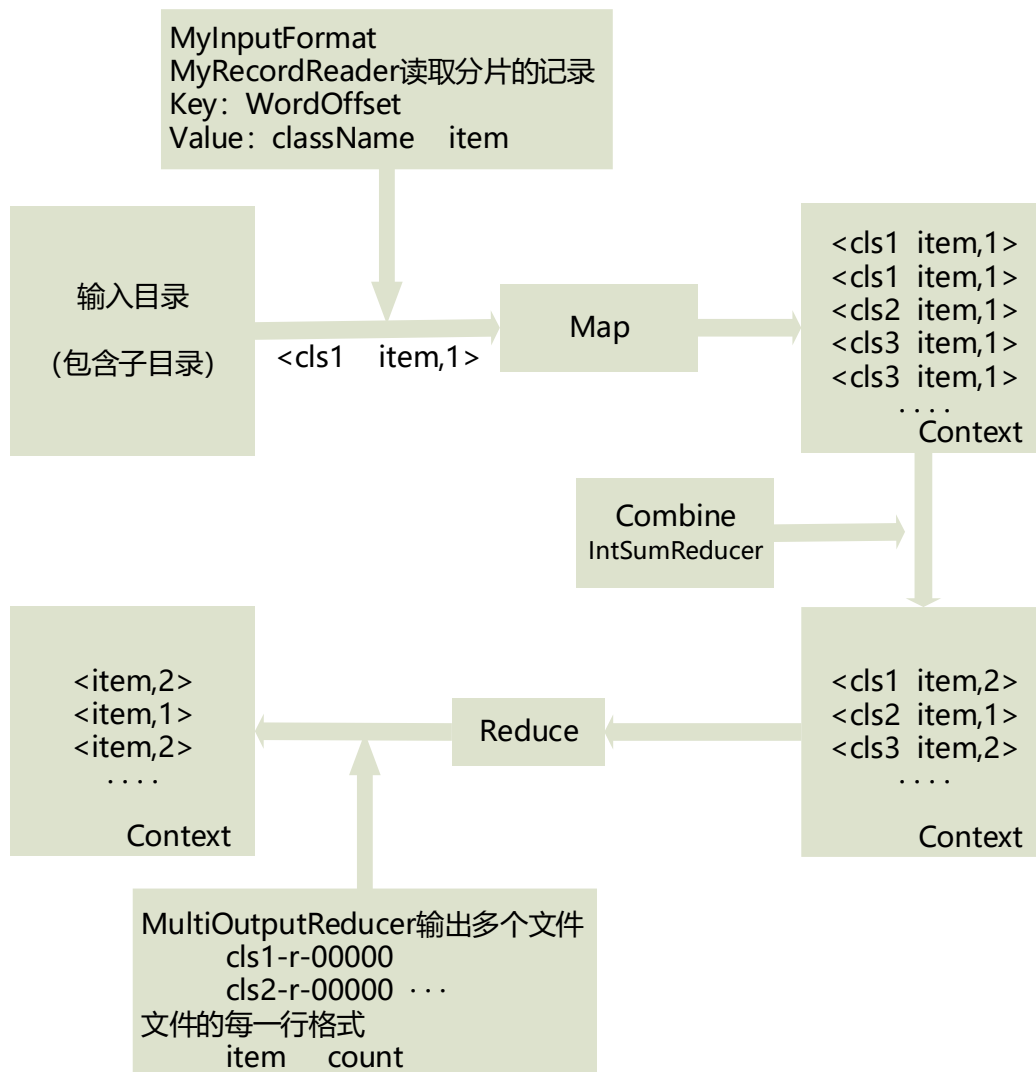 MyInputFormat
MyRecordReader读取分片的记录
Key：WordOffset
Value：className item
输入目录
(包含子目录)
<cls1 item,1>
Map
<cls1 item,1>
<cls1 item,1>
<cls2 item,1>
<cls3 item,1>
<cls3 item,1>
····
Context
Combine
IntSumReducer
<item,2>
<item,1>
<item,2>
····
Context
Reduce
<cls1 item,2>
<cls2 item,1>
<cls3 item,2>
····
Context
MultiOutputReducer输出多个文件
cls1-r-00000
cls2-r-00000 ···
文件的每一行格式
item count